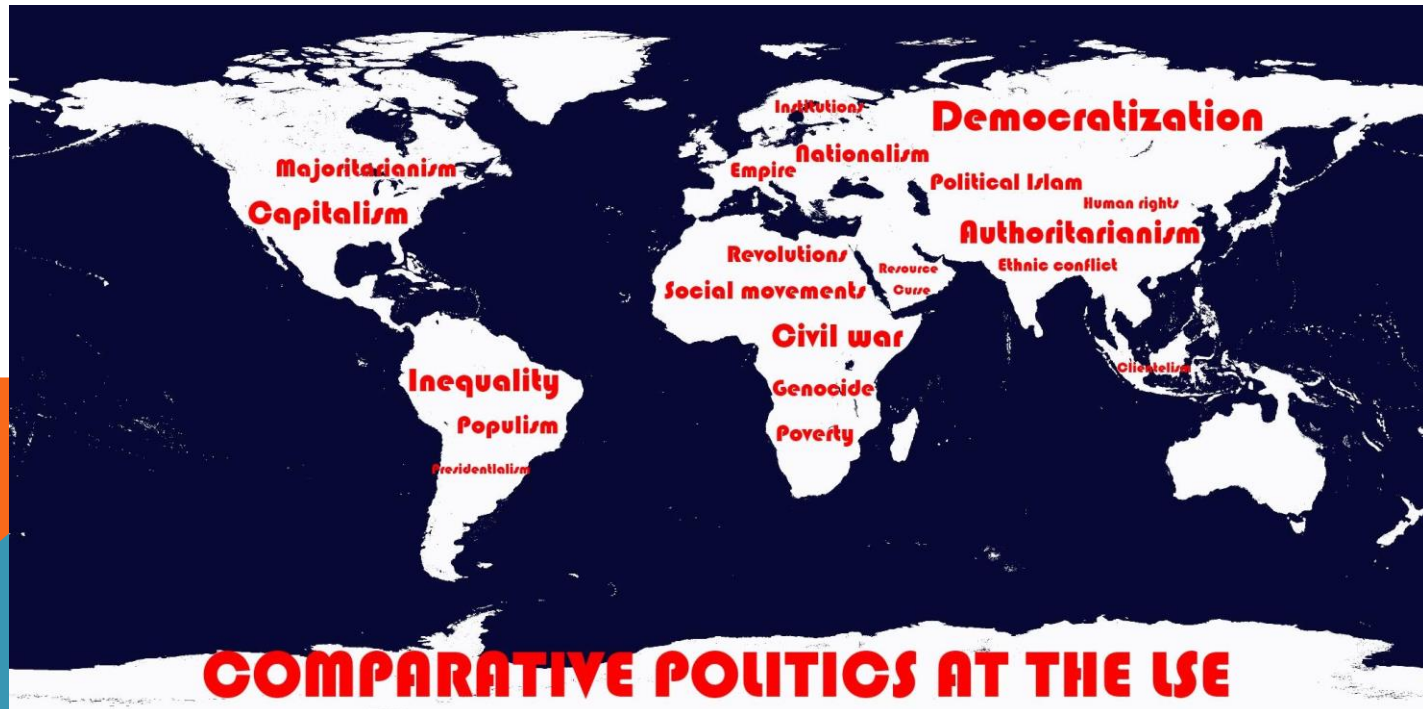 Institutions
Democratization
Nationalism
Majoritarianism
Empire
Political Islam
Human rights
Capitalism
Authoritarianism
Revolutions
Ethnic conflict
Resource
Curse
Social movements
Civil war
Clientelism
Inequality
Genocide
Populism
Poverty
Presidentialism
COMPARATIVE POLITICS AT THE LSE